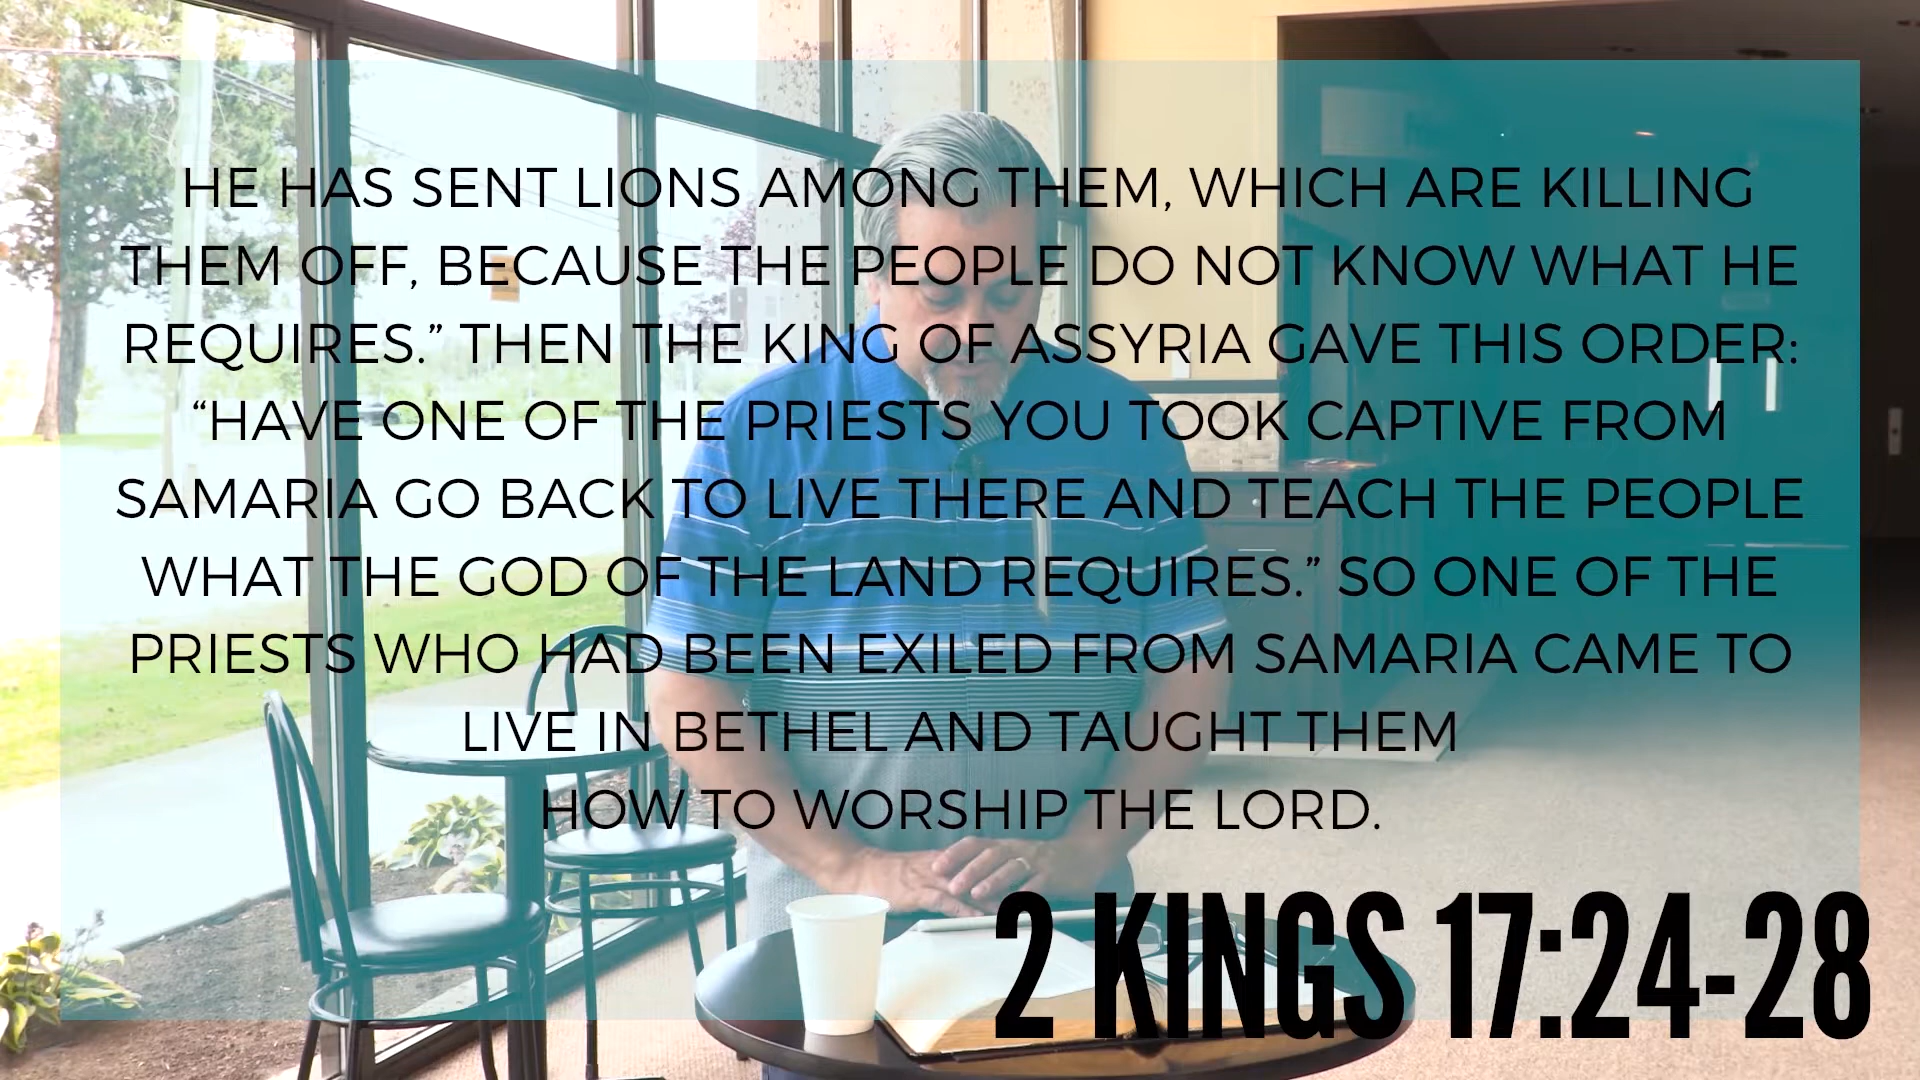 HE HAS SENT LIONS AMONG THEM, WHICH ARE KILLING
THEM OFF, BECAUSE THE PEOPLE DO NOT KNOW WHAT HE
REQUIRES.” THEN THE KING OF ASSYRIA GAVE THIS ORDER:
“HAVE ONE OF THE PRIESTS YOU TOOK CAPTIVE FROM
SAMARIA GO BACK TO LIVE THERE AND TEACH THE PEOPLE
WHAT THE GOD OF THE LAND REQUIRES.” SO ONE OF THE
PRIESTS WHO HAD BEEN EXILED FROM SAMARIA CAME TO
LIVE IN BETHEL AND TAUGHT THEM
HOW TO WORSHIP THE LORD.
2 KINGS 17:24-28